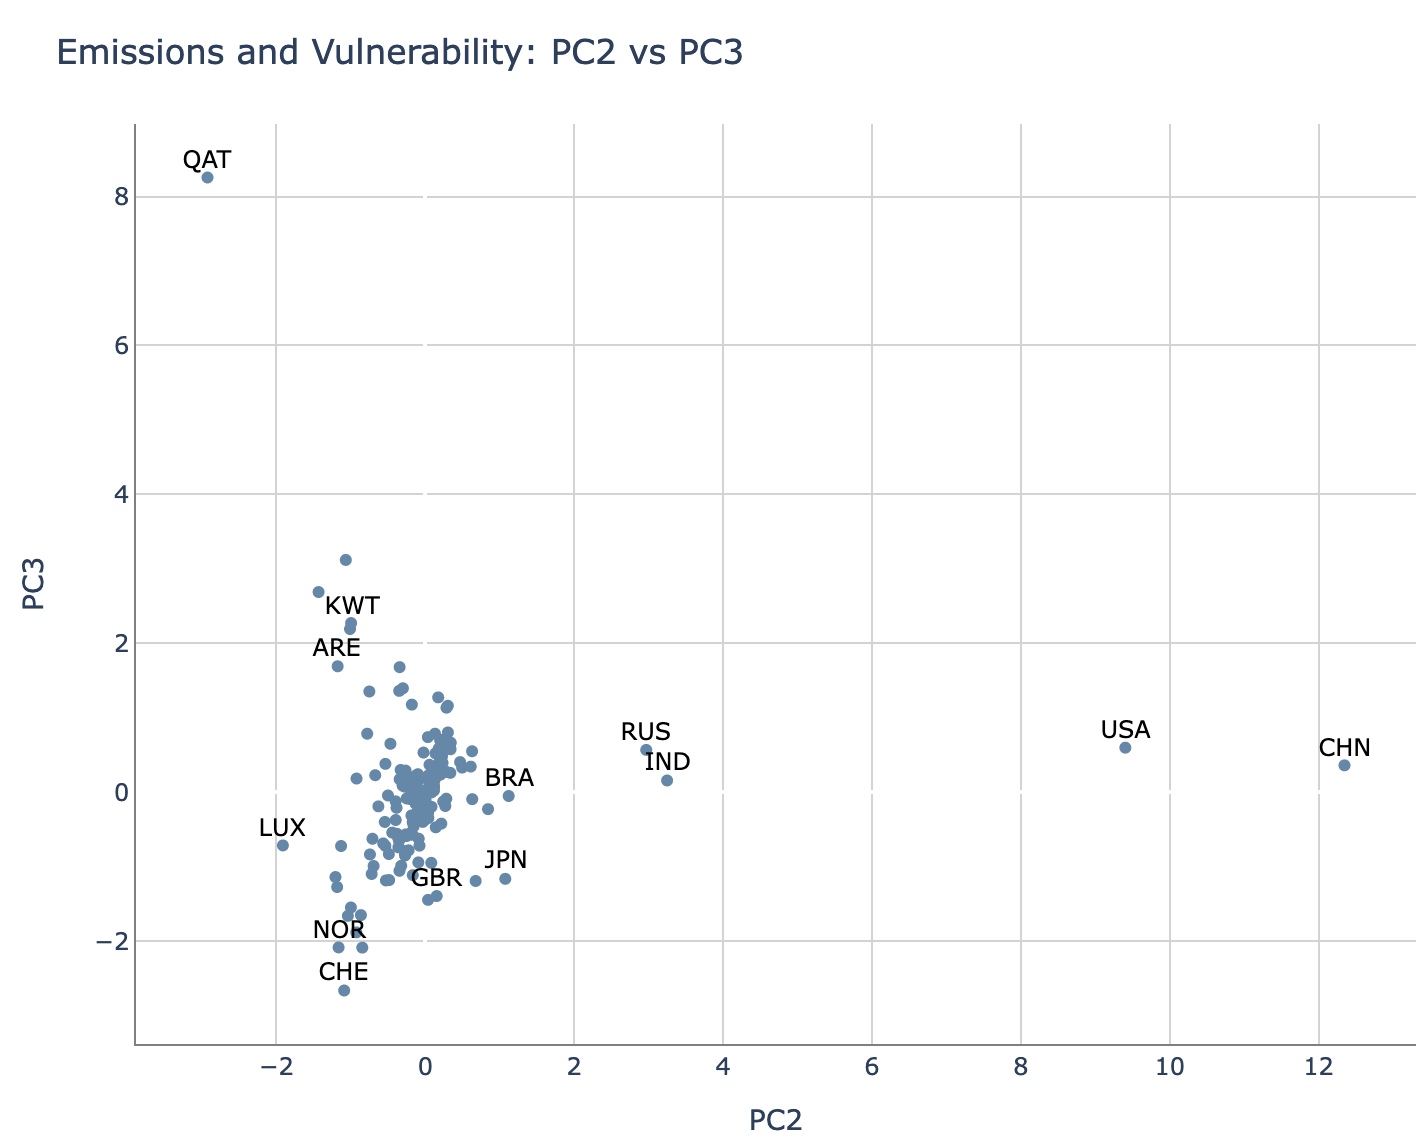 Emissions and Vulnerability: PC2 vs PC3
QAT
8
6
4
PC3
KWT
2
ARE
RUS
USA
IND
CHN
BRA
0
LUX
JPN
GBR
NOR
−2
CHE
−2 0 2 4 6 8 10 12
PC2